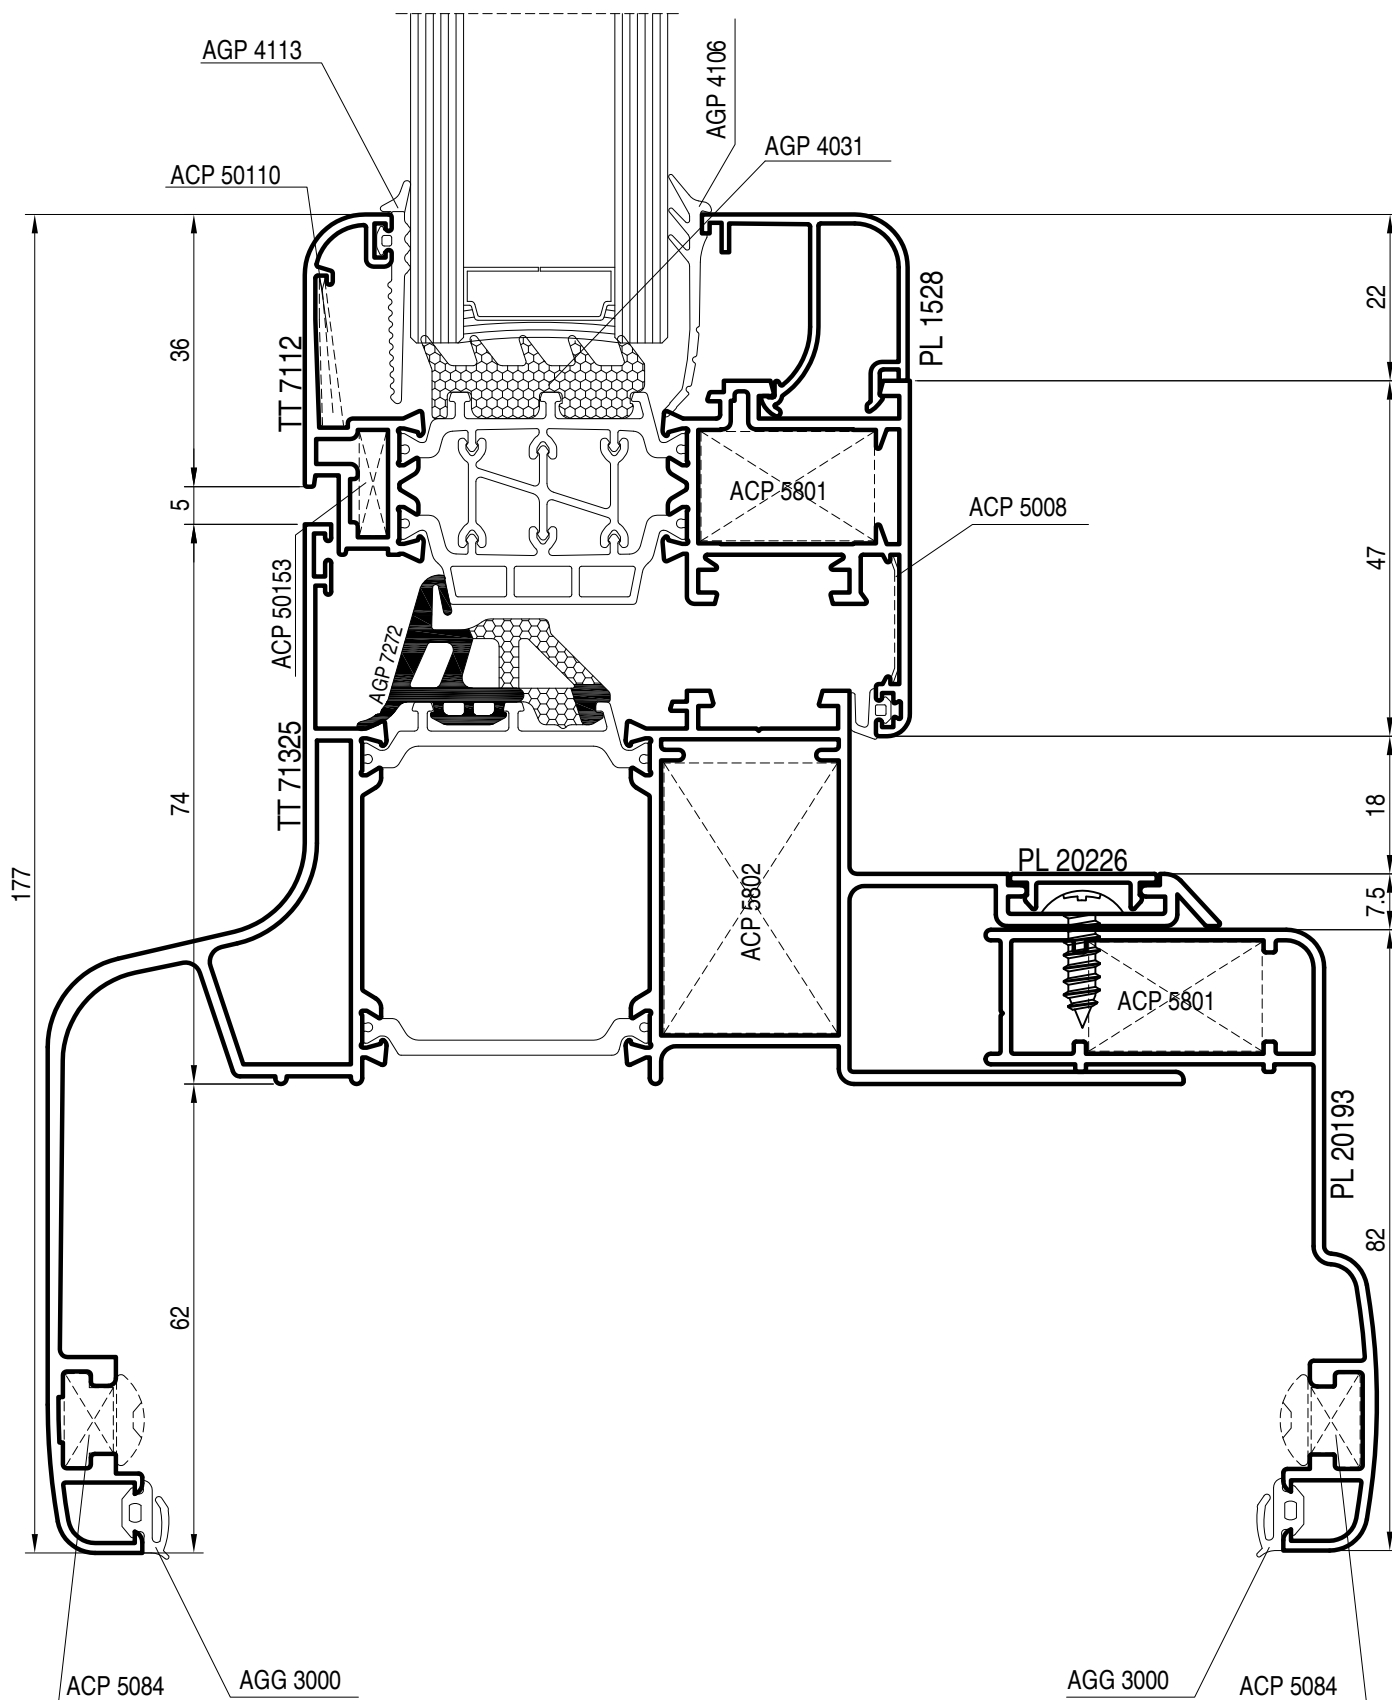 AGP 4113
AGP 4106
AGP 4031
ACP 50110
36
TT 7112
PL 1528
22
5
ACP 5801
ACP 5008
47
ACP 50153
AGP 7272
TT 71325
74
177
ACP 5802
PL 20226
18
7.5
ACP 5801
PL 20193
82
62
ACP 5084
AGG 3000
AGG 3000
ACP 5084